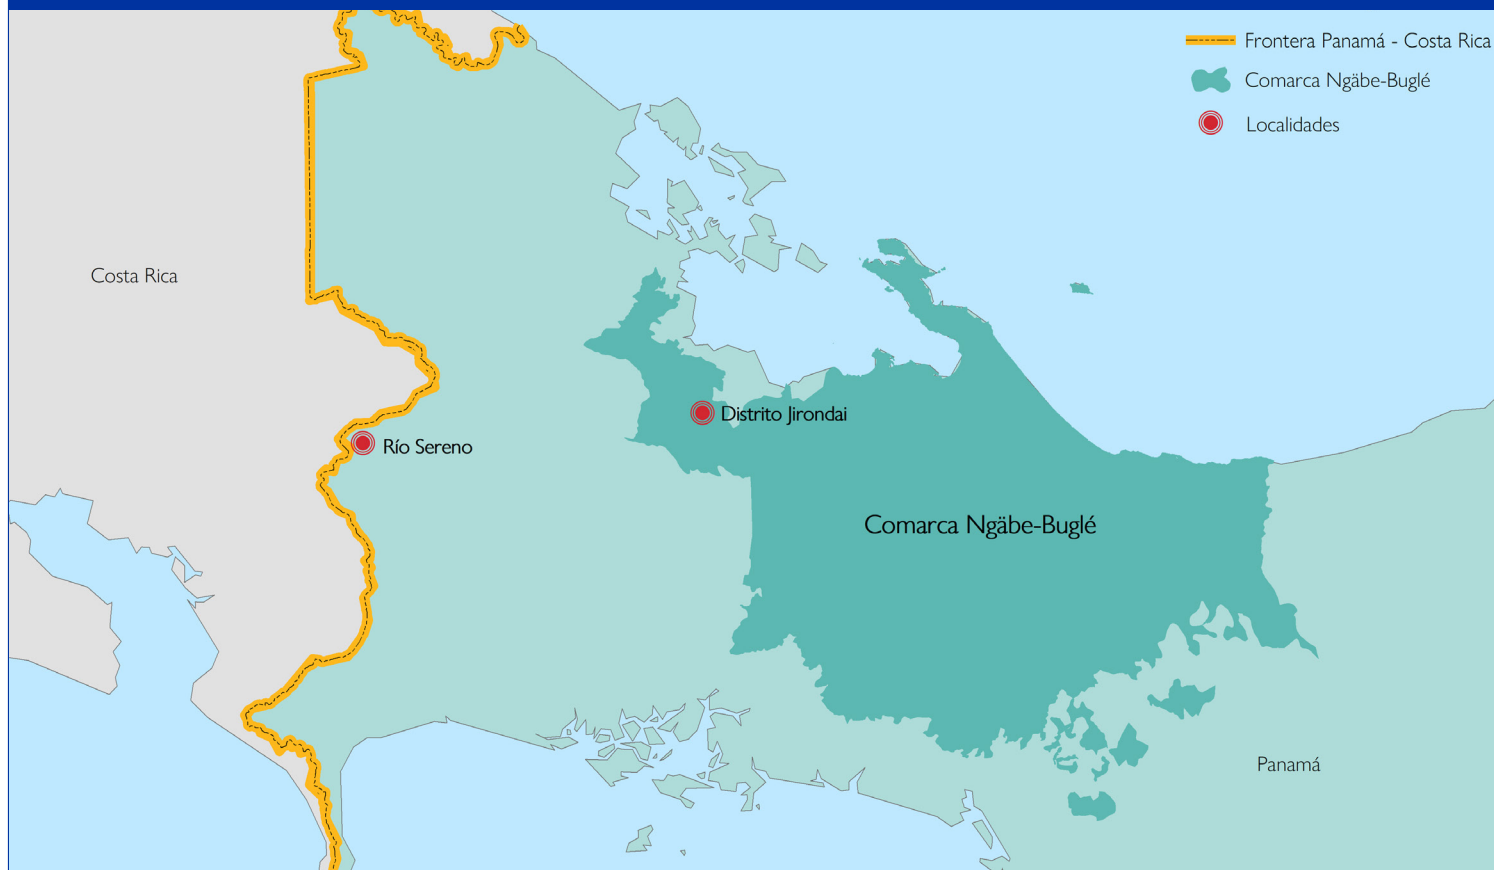 Frontera Panamá - Costa Rica
Comarca Ngäbe-Buglé
Localidades
Costa Rica
Distrito Jirondai
Río Sereno
Comarca Ngäbe-Buglé
Panamá